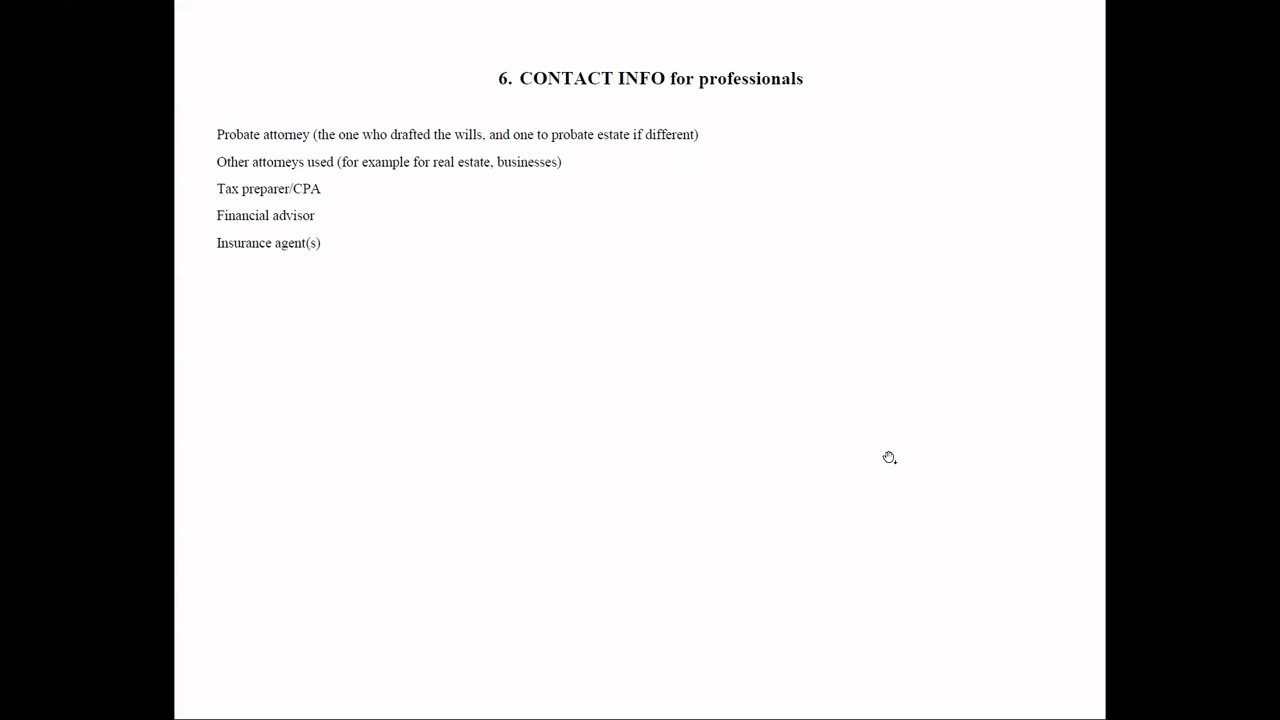 6. CONTACT INFO for professionals
Probate attorney (the one who drafted the wills, and one to probate estate if different)
Other attorneys used (for example for real estate, businesses)
Tax preparer/CPA
Financial advisor
Insurance agent(s)